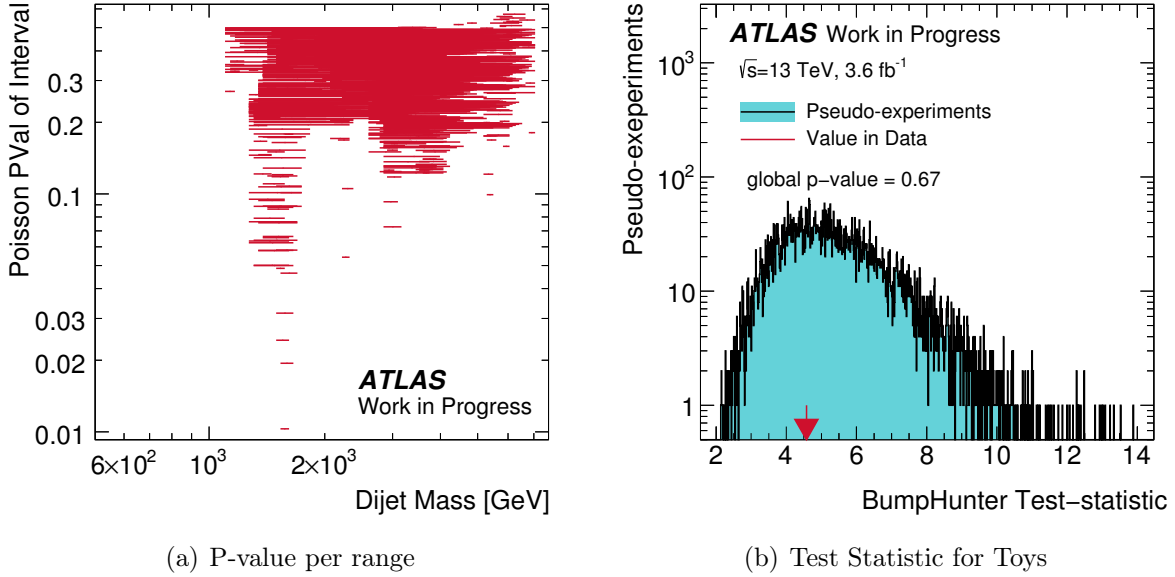 Poisson PVal of Interval
0.3
0.2
0.1
0.03
0.02
0.01
ATLAS
Work in Progress
6×10²
10³
2×10³
Dijet Mass [GeV]
(a) P-value per range
Pseudo-exeperiments
10³
10²
10
1
ATLAS Work in Progress
√s=13 TeV, 3.6 fb⁻¹
Pseudo-experiments
Value in Data
global p-value = 0.67
2 4 6 8 10 12 14
BumpHunter Test-statistic
(b) Test Statistic for Toys